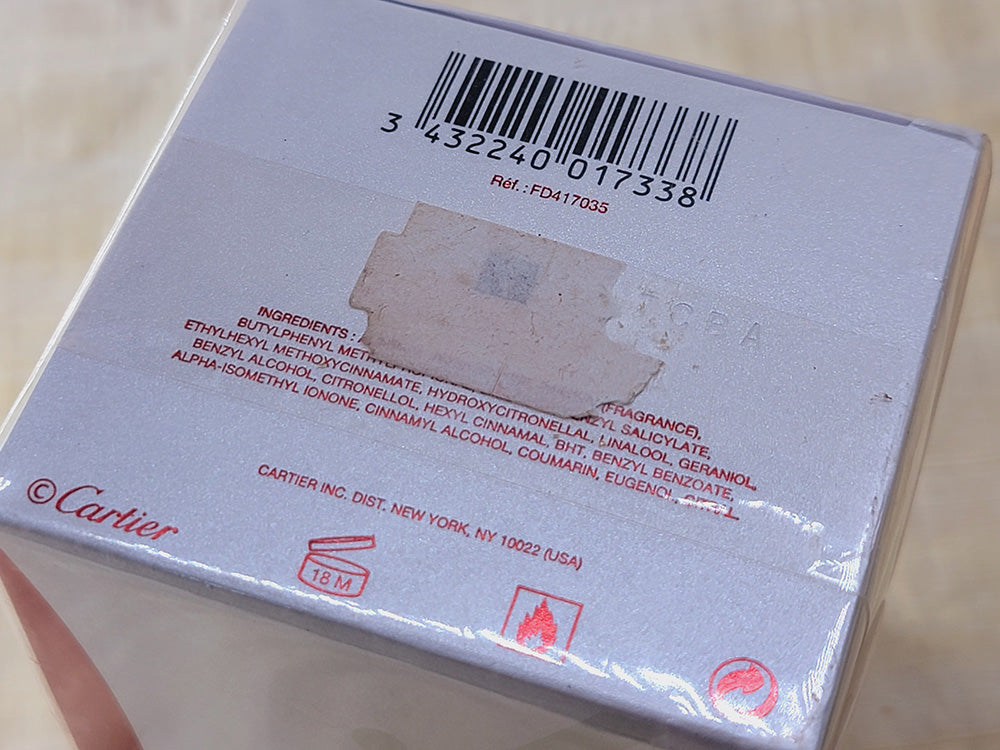 3 432240 017338
Réf. : FD417035
INGREDIENTS :
(FRAGRANCE),
BUTYLPHENYL SALICYLATE,
ETHYLHEXYL METHOXYCINNAMATE, HYDROXYCITRONELLAL, LINALOOL, GERANIOL,
BENZYL ALCOHOL, CITRONELLOL, HEXYL CINNAMAL, BHT, BENZYL BENZOATE,
ALPHA-ISOMETHYL IONONE, CINNAMYL ALCOHOL, COUMARIN, EUGENOL,
CARTIER INC. DIST. NEW YORK, NY 10022 (USA)
© Cartier
18 M